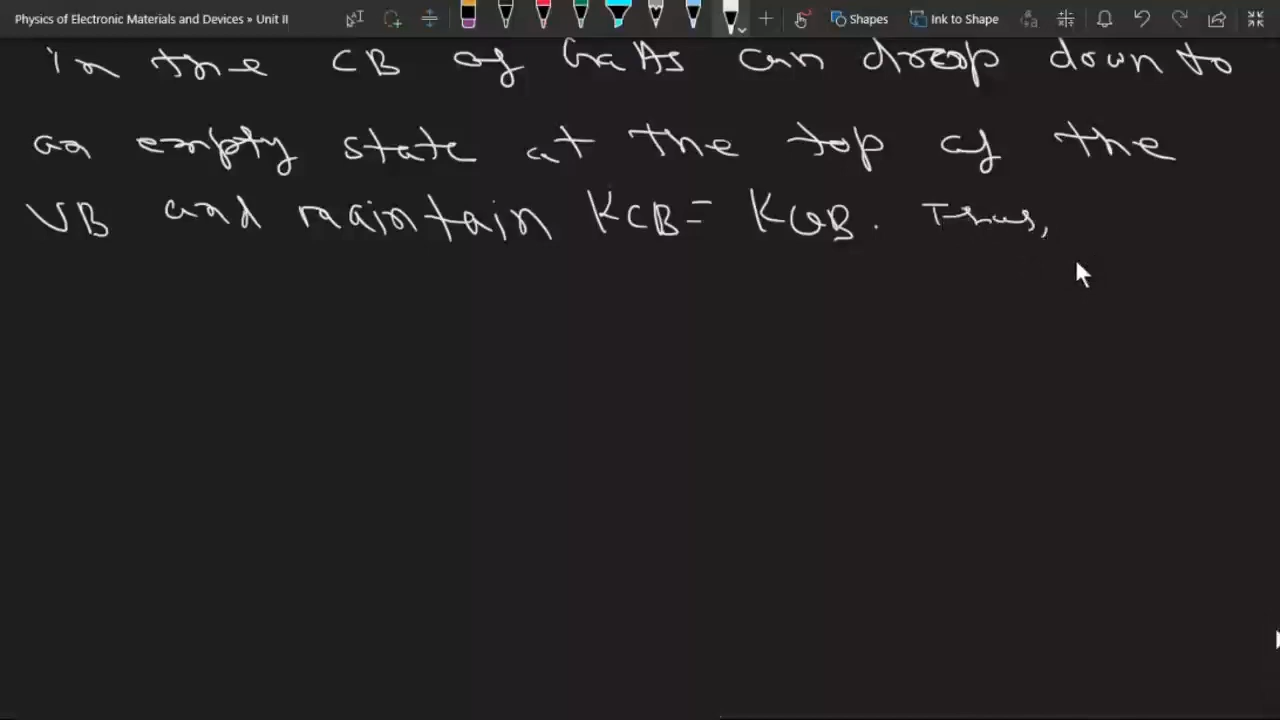 Physics of Electronic Materials and Devices » Unit II
Shapes
Ink to Shape
in the CB of GaAs can drop down to
an empty state at the top of the
VB and maintain KCB = KVB. Thus,